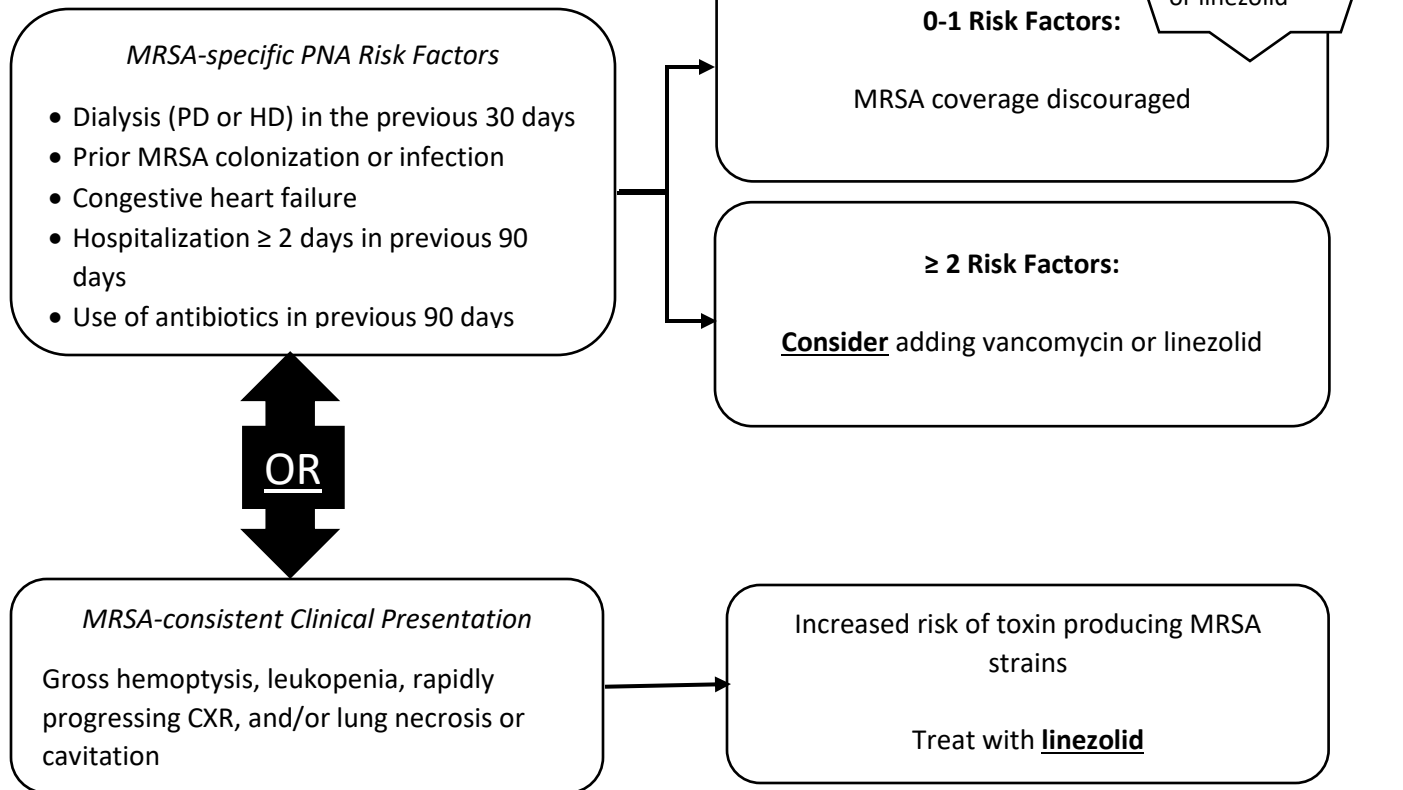 MRSA-specific PNA Risk Factors
• Dialysis (PD or HD) in the previous 30 days
• Prior MRSA colonization or infection
• Congestive heart failure
• Hospitalization ≥ 2 days in previous 90
days
• Use of antibiotics in previous 90 days
or linezolid
0-1 Risk Factors:
MRSA coverage discouraged
≥ 2 Risk Factors:
Consider adding vancomycin or linezolid
OR
MRSA-consistent Clinical Presentation
Gross hemoptysis, leukopenia, rapidly
progressing CXR, and/or lung necrosis or
cavitation
Increased risk of toxin producing MRSA
strains
Treat with linezolid